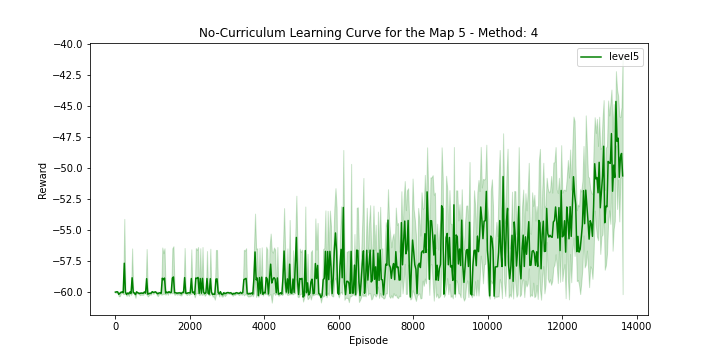 No-Curriculum Learning Curve for the Map 5 - Method: 4
level5
Reward
−40.0
−42.5
−45.0
−47.5
−50.0
−52.5
−55.0
−57.5
−60.0
0 2000 4000 6000 8000 10000 12000 14000
Episode